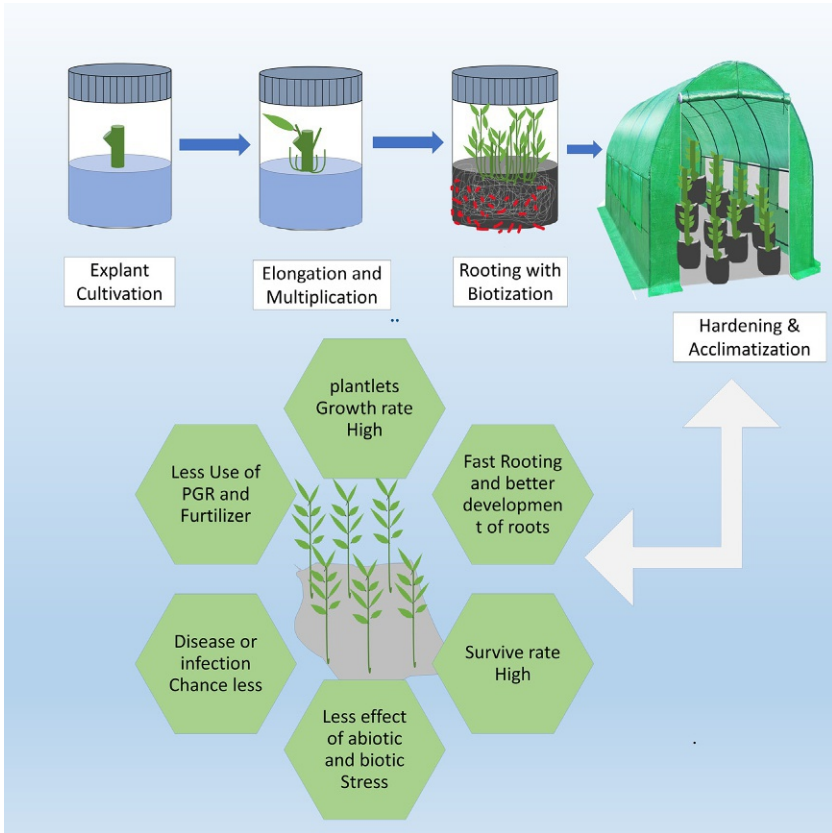 Explant
Cultivation
Elongation and
Multiplication
Rooting with
Biotization
Hardening &
Acclimatization
plantlets
Growth rate
High
Less Use of
PGR and
Furtilizer
Fast Rooting
and better
developmen
t of roots
Disease or
infection
Chance less
Survive rate
High
Less effect
of abiotic
and biotic
Stress